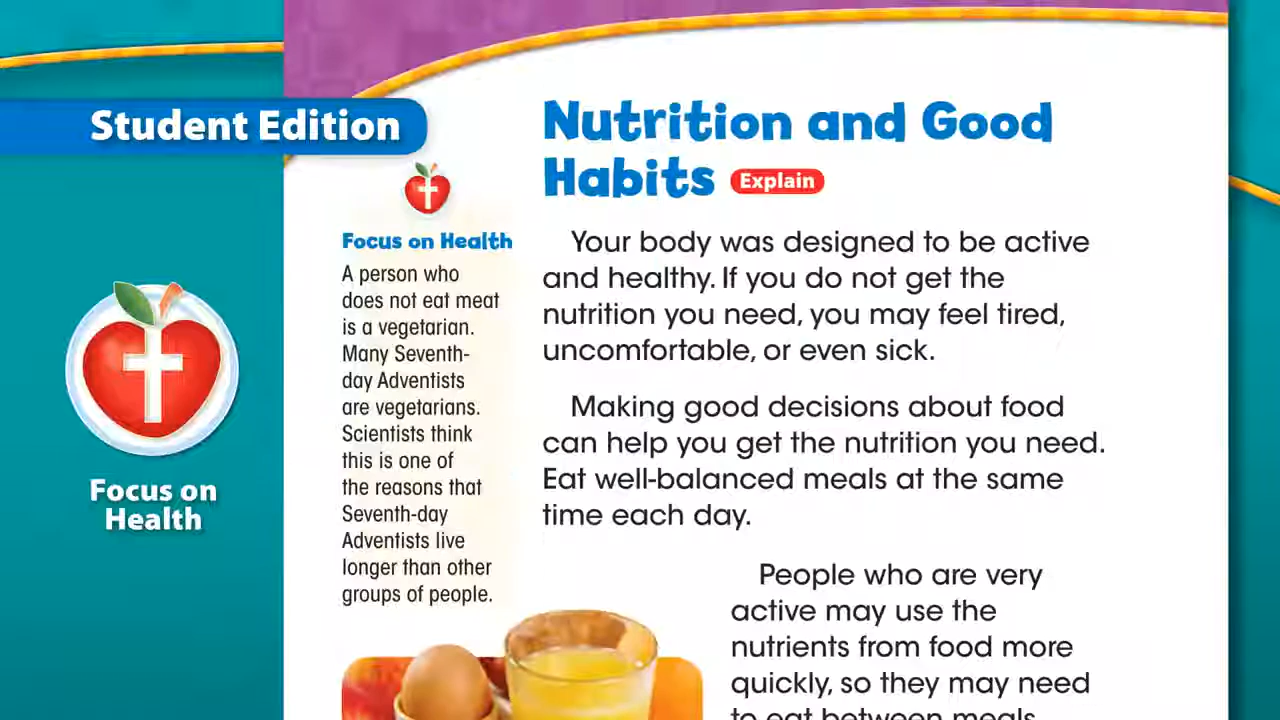 Student Edition
Focus on
Health
Nutrition and Good
Habits Explain
Focus on Health
A person who
does not eat meat
is a vegetarian.
Many Seventh-
day Adventists
are vegetarians.
Scientists think
this is one of
the reasons that
Seventh-day
Adventists live
longer than other
groups of people.
Your body was designed to be active
and healthy. If you do not get the
nutrition you need, you may feel tired,
uncomfortable, or even sick.
Making good decisions about food
can help you get the nutrition you need.
Eat well-balanced meals at the same
time each day.
People who are very
active may use the
nutrients from food more
quickly, so they may need
to eat between meals